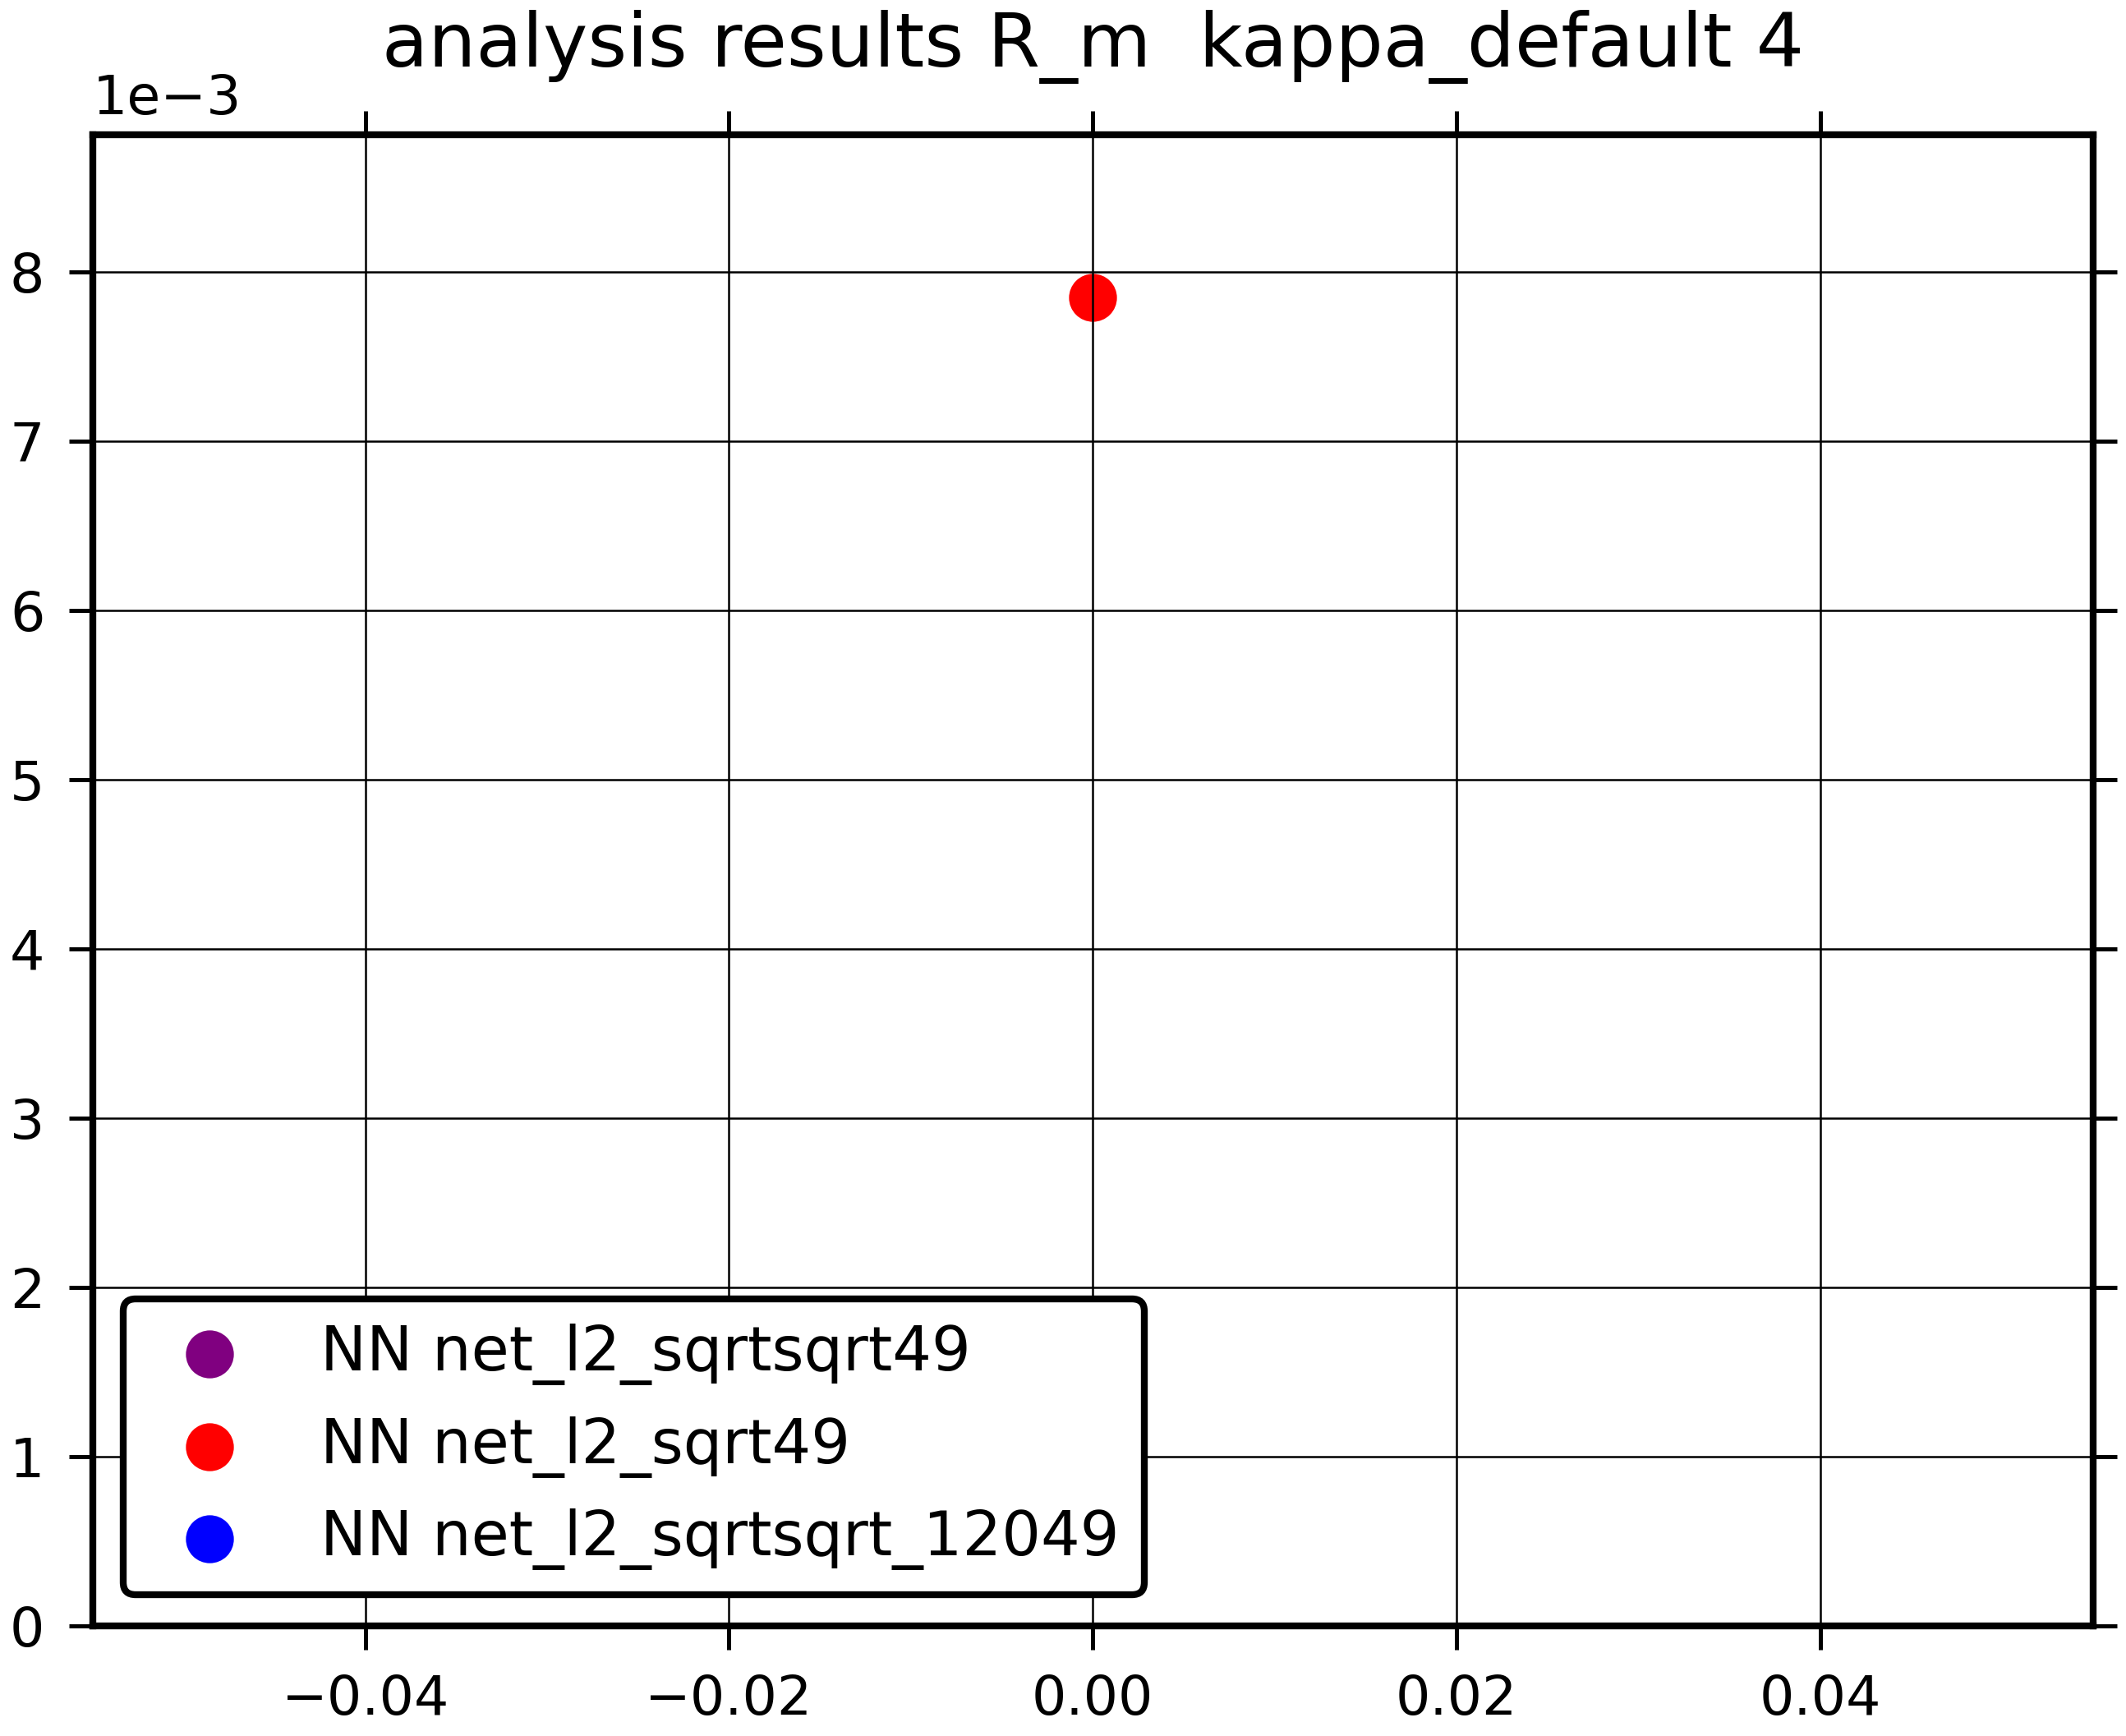 analysis results R_m  kappa_default 4
1e−3
8
7
6
5
4
3
2
1
0
NN net_l2_sqrtsqrt49
NN net_l2_sqrt49
NN net_l2_sqrtsqrt_12049
−0.04 −0.02 0.00 0.02 0.04